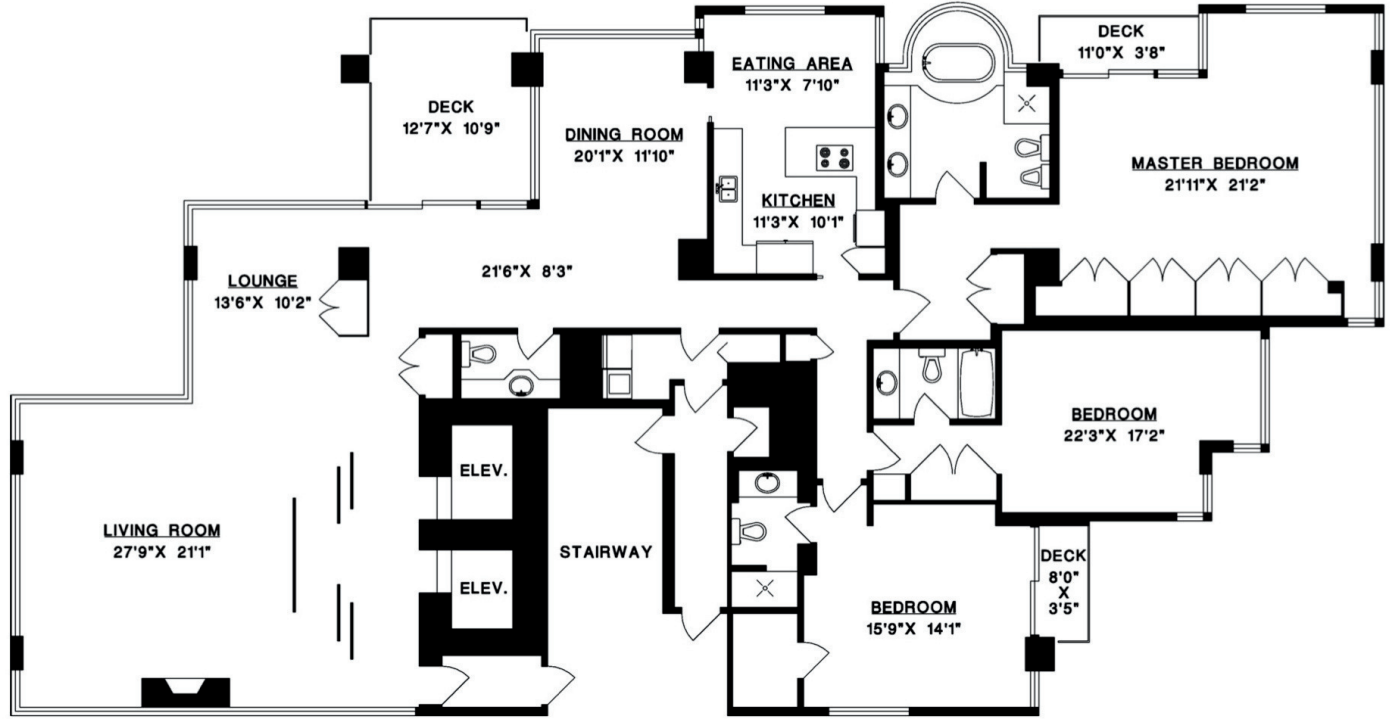 DECK
12'7"X 10'9"
DINING ROOM
20'1"X 11'10"
EATING AREA
11'3"X 7'10"
KITCHEN
11'3"X 10'1"
DECK
11'0"X 3'8"
MASTER BEDROOM
21'11"X 21'2"
LOUNGE
13'6"X 10'2"
21'6"X 8'3"
BEDROOM
22'3"X 17'2"
ELEV.
ELEV.
LIVING ROOM
27'9"X 21'1"
STAIRWAY
BEDROOM
15'9"X 14'1"
DECK
8'0"
X
3'5"